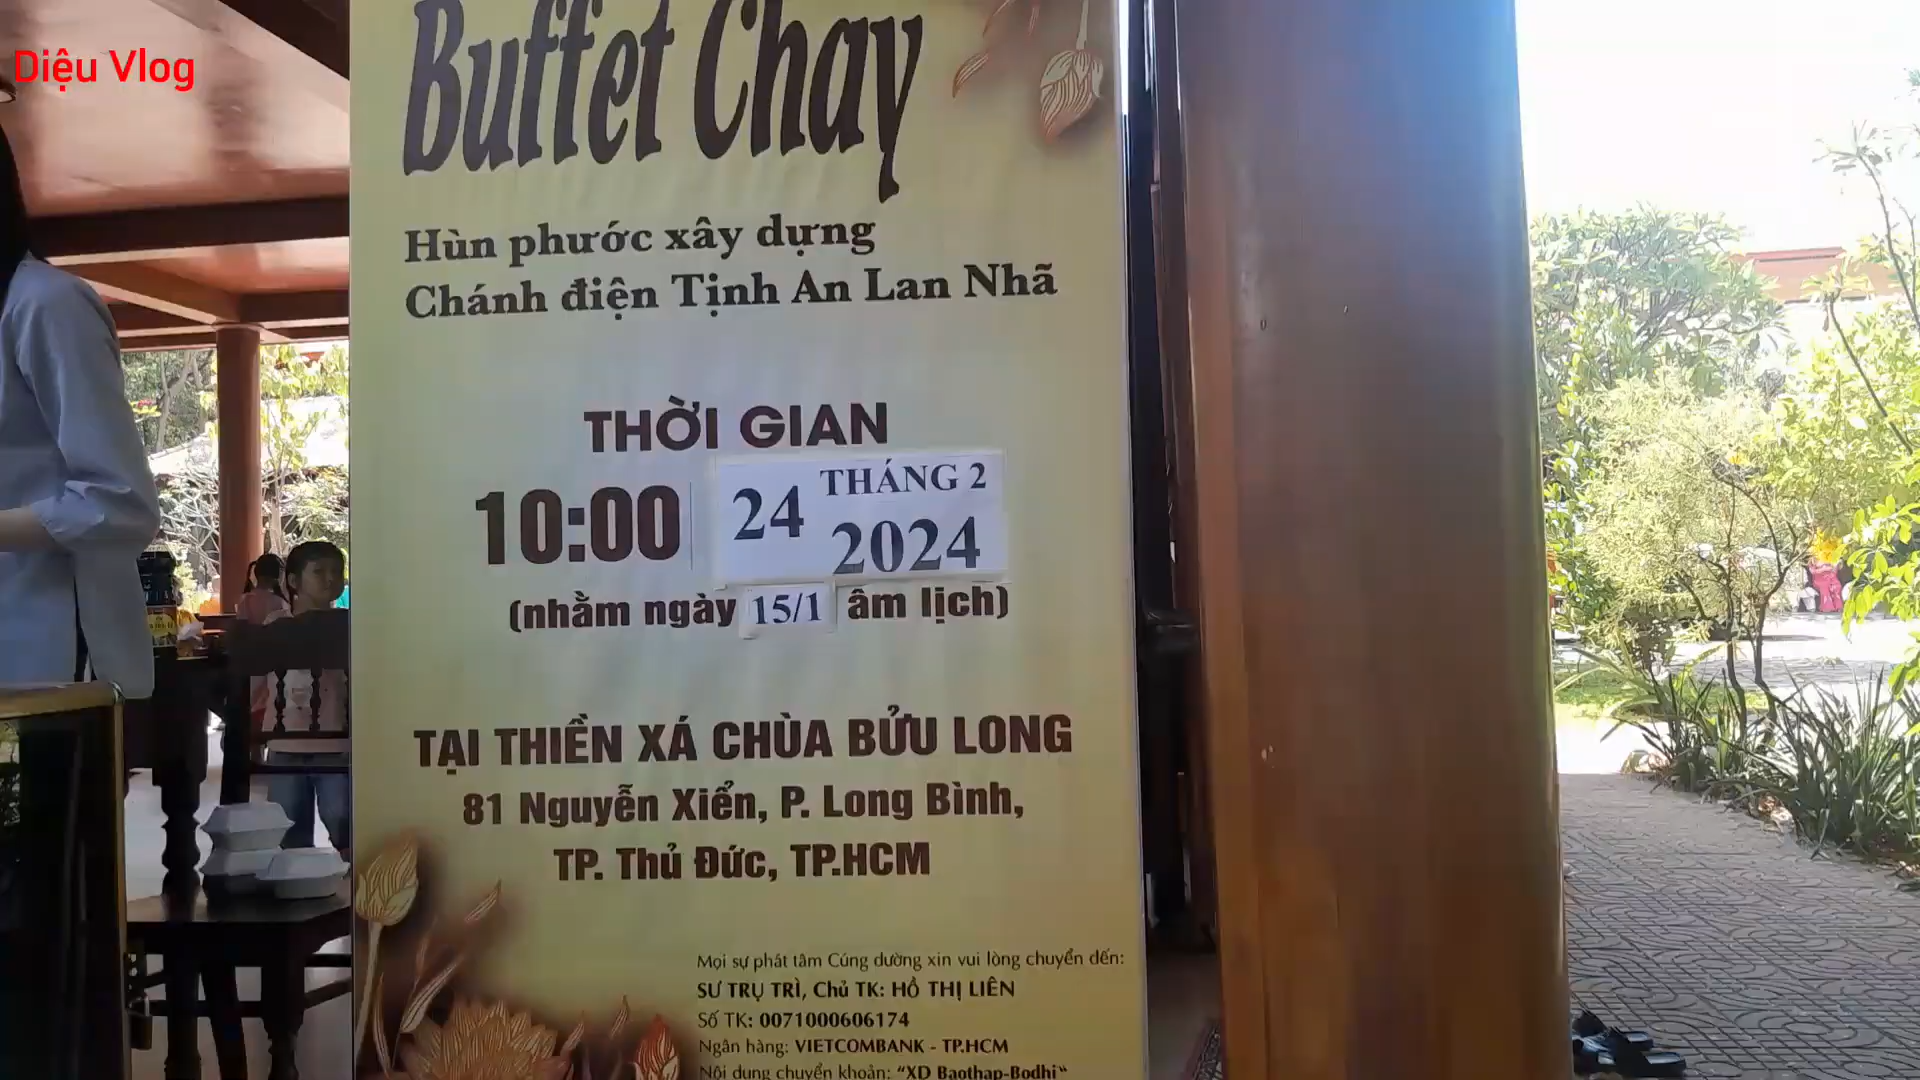 Diệu Vlog
Buffet Chay
Hùn phước xây dựng
Chánh điện Tịnh An Lan Nhã
THỜI GIAN
10:00 24 THÁNG 2 2024
(nhằm ngày 15/1 âm lịch)
TẠI THIỀN XÁ CHÙA BỬU LONG
81 Nguyễn Xiển, P. Long Bình,
TP. Thủ Đức, TP.HCM
Mọi sự phát tâm Cúng dường xin vui lòng chuyển đến:
SƯ TRỤ TRÌ, Chủ TK: HỒ THỊ LIÊN
Số TK: 0071000606174
Ngân hàng: VIETCOMBANK - TP.HCM
Nội dung chuyển khoản: "XD Baothap-Bodhi"